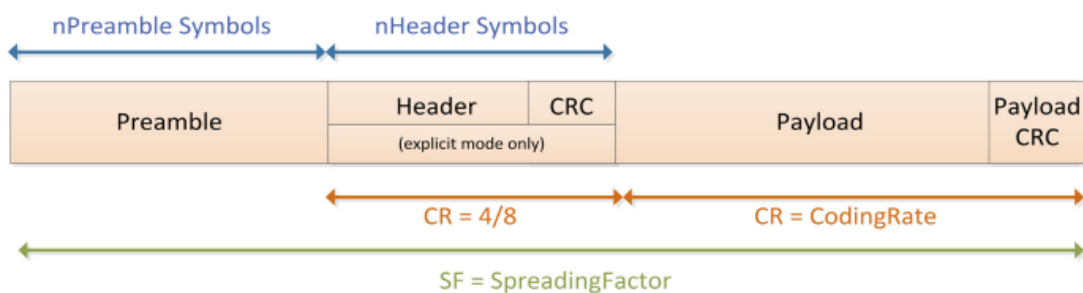 nPreamble Symbols
nHeader Symbols
Preamble
Header
CRC
(explicit mode only)
Payload
Payload
CRC
CR = 4/8
CR = CodingRate
SF = SpreadingFactor